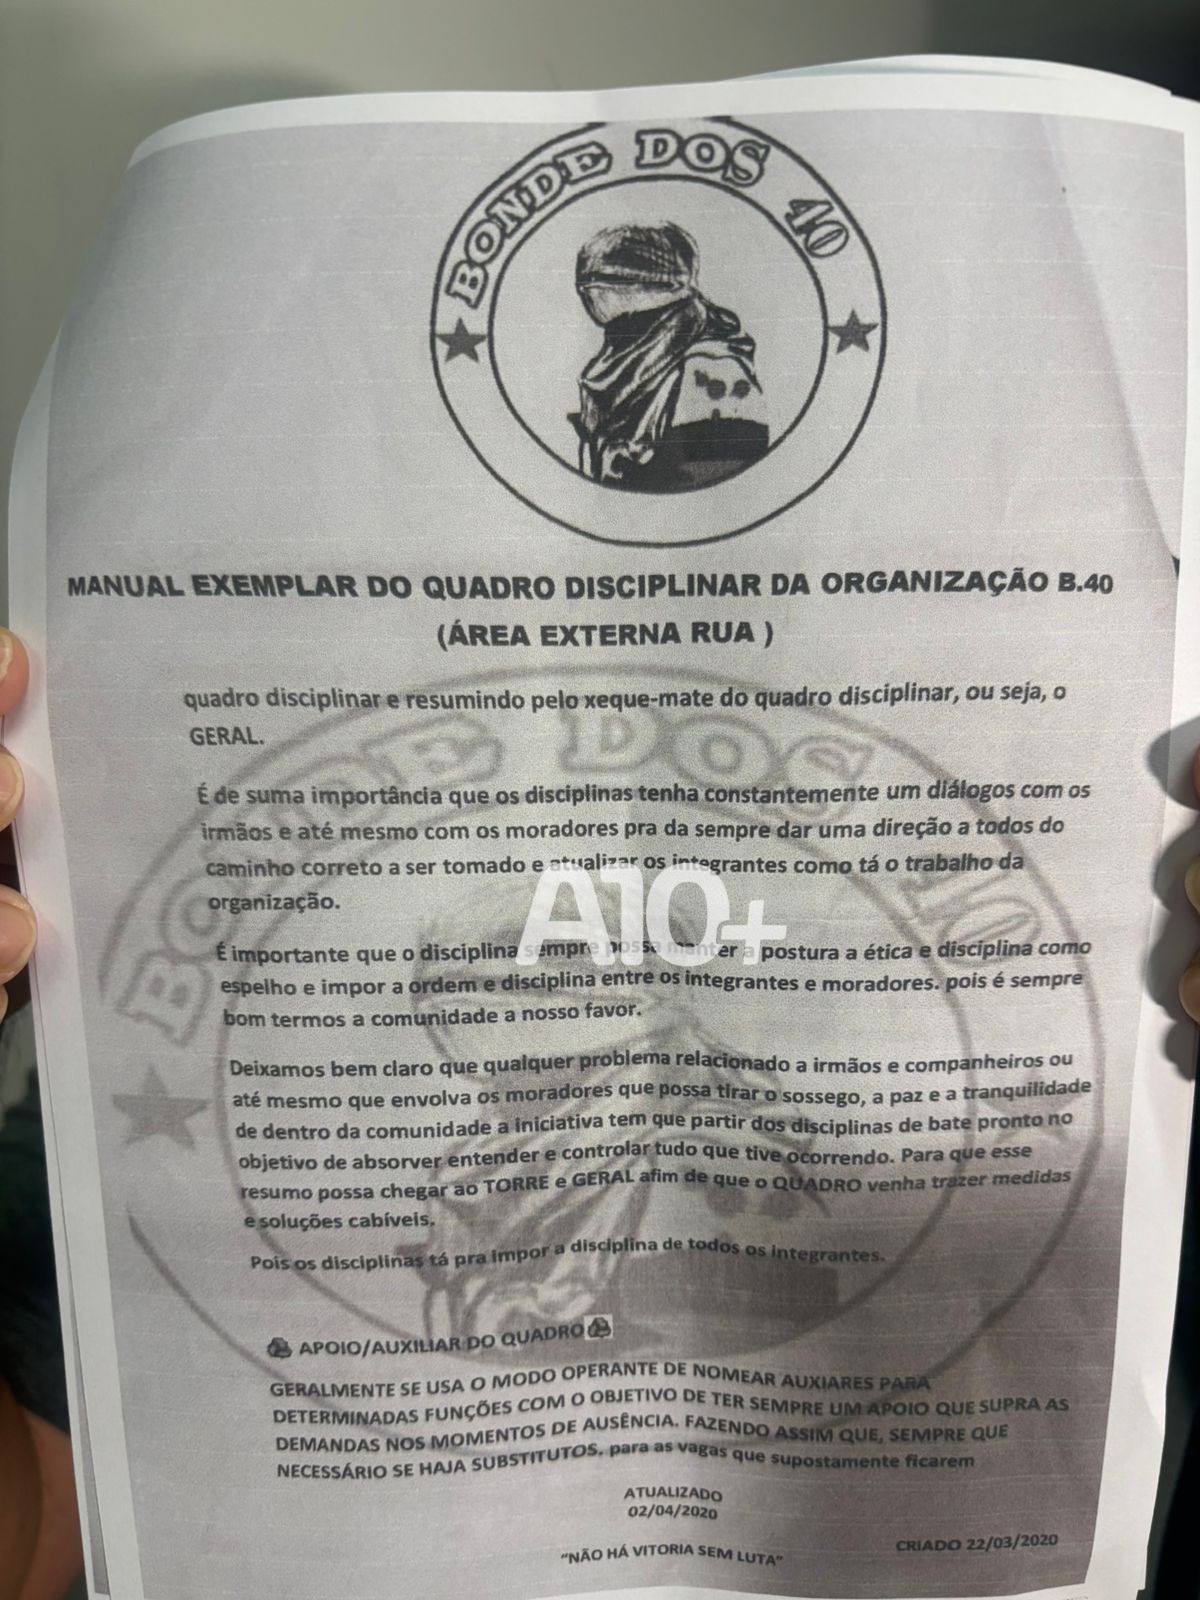 BONDE DOS 40
MANUAL EXEMPLAR DO QUADRO DISCIPLINAR DA ORGANIZAÇÃO B.40
(ÁREA EXTERNA RUA )
quadro disciplinar e resumindo pelo xeque-mate do quadro disciplinar, ou seja, o
GERAL.
É de suma importância que os disciplinas tenha constantemente um diálogos com os
irmãos e até mesmo com os moradores pra da sempre dar uma direção a todos do
caminho correto a ser tomado e atualizar os integrantes como tá o trabalho da
organização.
A10+
É importante que o disciplina sempre possa manter a postura a ética e disciplina como
espelho e impor a ordem e disciplina entre os integrantes e moradores. pois é sempre
bom termos a comunidade a nosso favor.
Deixamos bem claro que qualquer problema relacionado a irmãos e companheiros ou
até mesmo que envolva os moradores que possa tirar o sossego, a paz e a tranquilidade
de dentro da comunidade a iniciativa tem que partir dos disciplinas de bate pronto no
objetivo de absorver entender e controlar tudo que tive ocorrendo. Para que esse
resumo possa chegar ao TORRE e GERAL afim de que o QUADRO venha trazer medidas
e soluções cabíveis.
Pois os disciplinas tá pra impor a disciplina de todos os integrantes.
APOIO/AUXILIAR DO QUADRO
GERALMENTE SE USA O MODO OPERANTE DE NOMEAR AUXIARES PARA
DETERMINADAS FUNÇÕES COM O OBJETIVO DE TER SEMPRE UM APOIO QUE SUPRA AS
DEMANDAS NOS MOMENTOS DE AUSÊNCIA. FAZENDO ASSIM QUE, SEMPRE QUE
NECESSÁRIO SE HAJA SUBSTITUTOS. para as vagas que supostamente ficarem
ATUALIZADO
02/04/2020
CRIADO 22/03/2020
"NÃO HÁ VITORIA SEM LUTA"
BONDE DOS 40